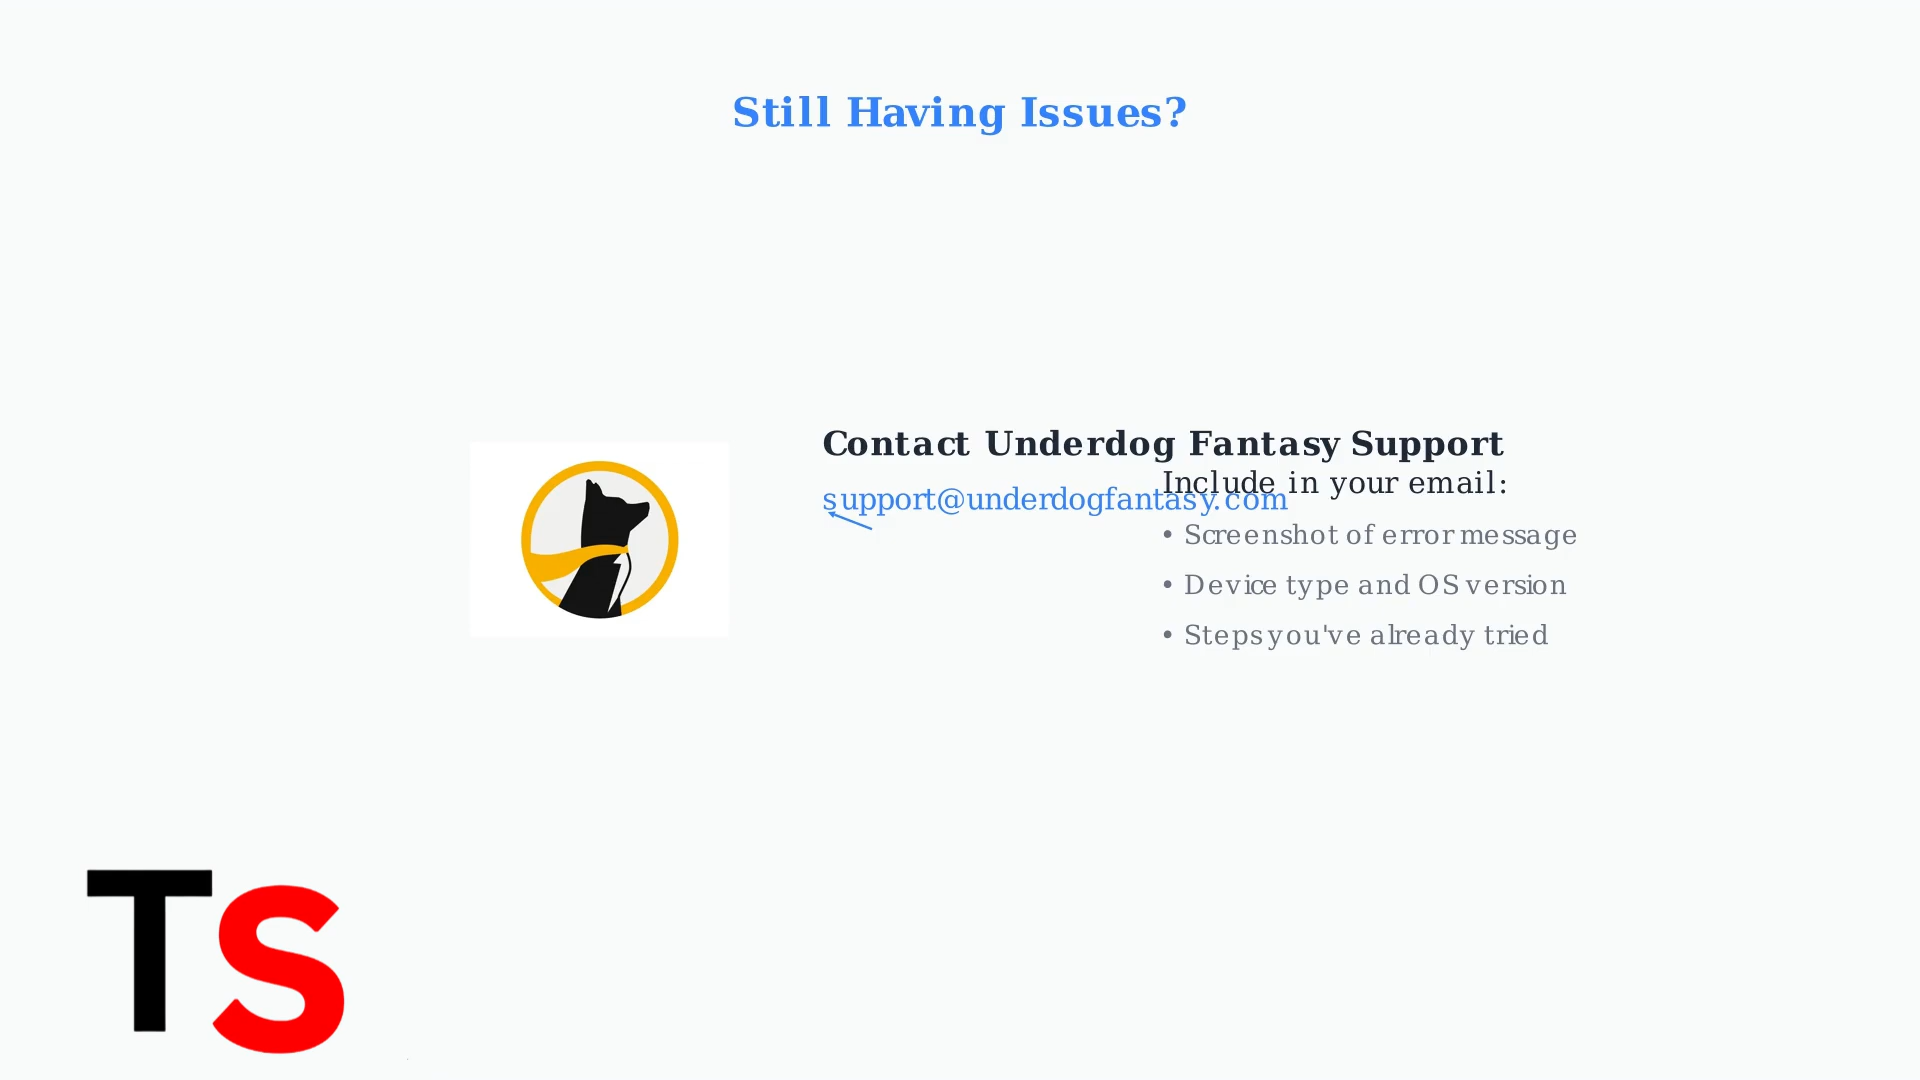 Still Having Issues?
Contact Underdog Fantasy Support
support@underdogfantasy.com
Include in your email:
• Screenshot of error message
• Device type and OS version
• Steps you've already tried
TS